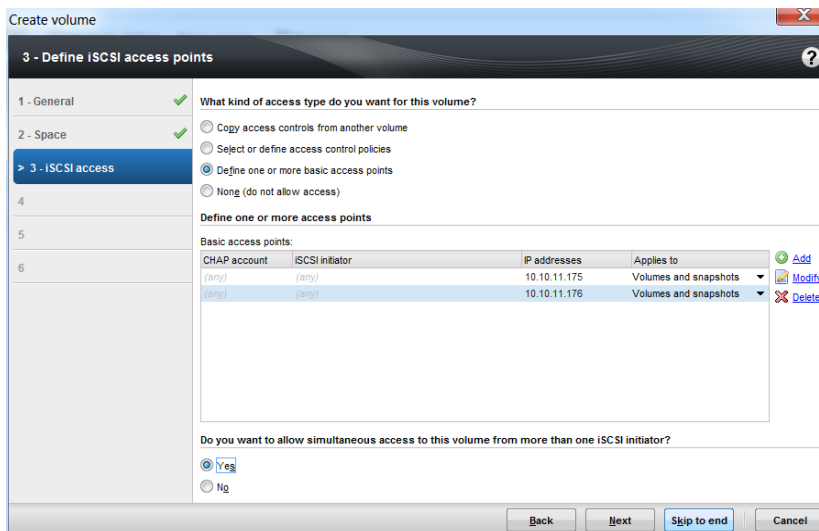 Create volume
X
3 - Define iSCSI access points
?
1 - General
2 - Space
> 3 - iSCSI access
4
5
6
What kind of access type do you want for this volume?
Copy access controls from another volume
Select or define access control policies
Define one or more basic access points
None (do not allow access)
Define one or more access points
Basic access points:
CHAP account iSCSI initiator IP addresses Applies to
(any) (any) 10.10.11.175 Volumes and snapshots
(any) (any) 10.10.11.176 Volumes and snapshots
Add
Modify
Delete
Do you want to allow simultaneous access to this volume from more than one iSCSI initiator?
Yes
No
Back Next Skip to end Cancel